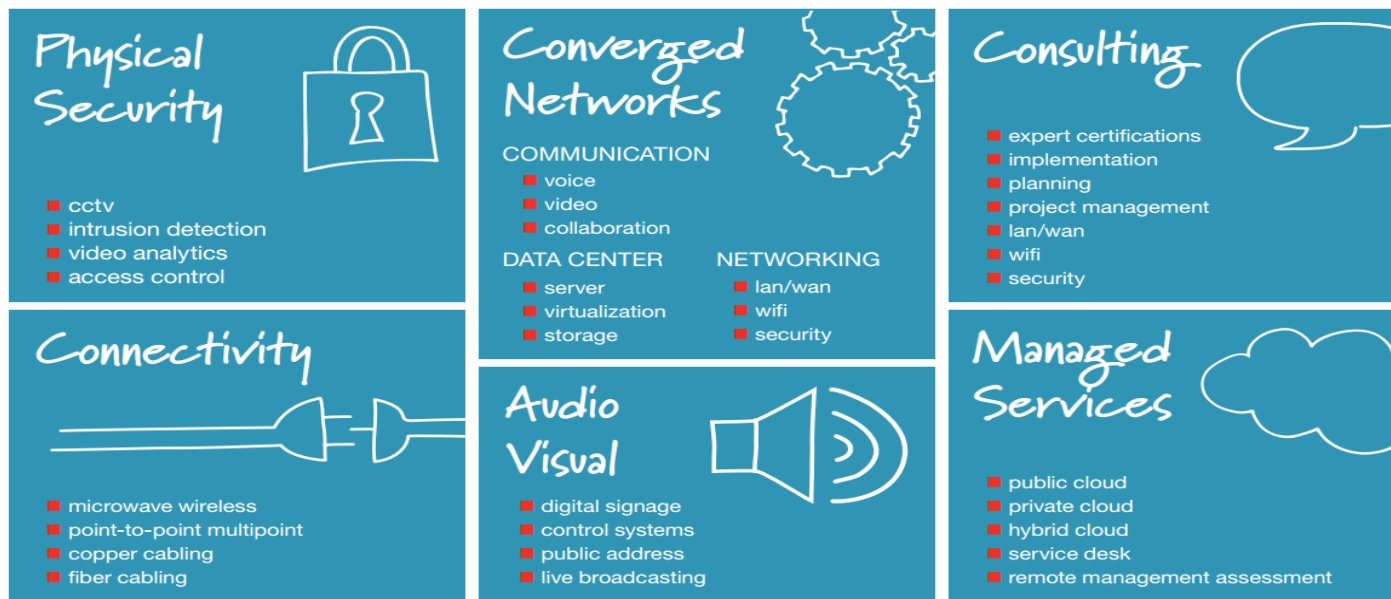 Physical
Security
cctv
intrusion detection
video analytics
access control
Converged
Networks
COMMUNICATION
voice
video
collaboration
DATA CENTER
server
virtualization
storage
NETWORKING
lan/wan
wifi
security
Consulting
expert certifications
implementation
planning
project management
lan/wan
wifi
security
Connectivity
microwave wireless
point-to-point multipoint
copper cabling
fiber cabling
Audio
Visual
digital signage
control systems
public address
live broadcasting
Managed
Services
public cloud
private cloud
hybrid cloud
service desk
remote management assessment